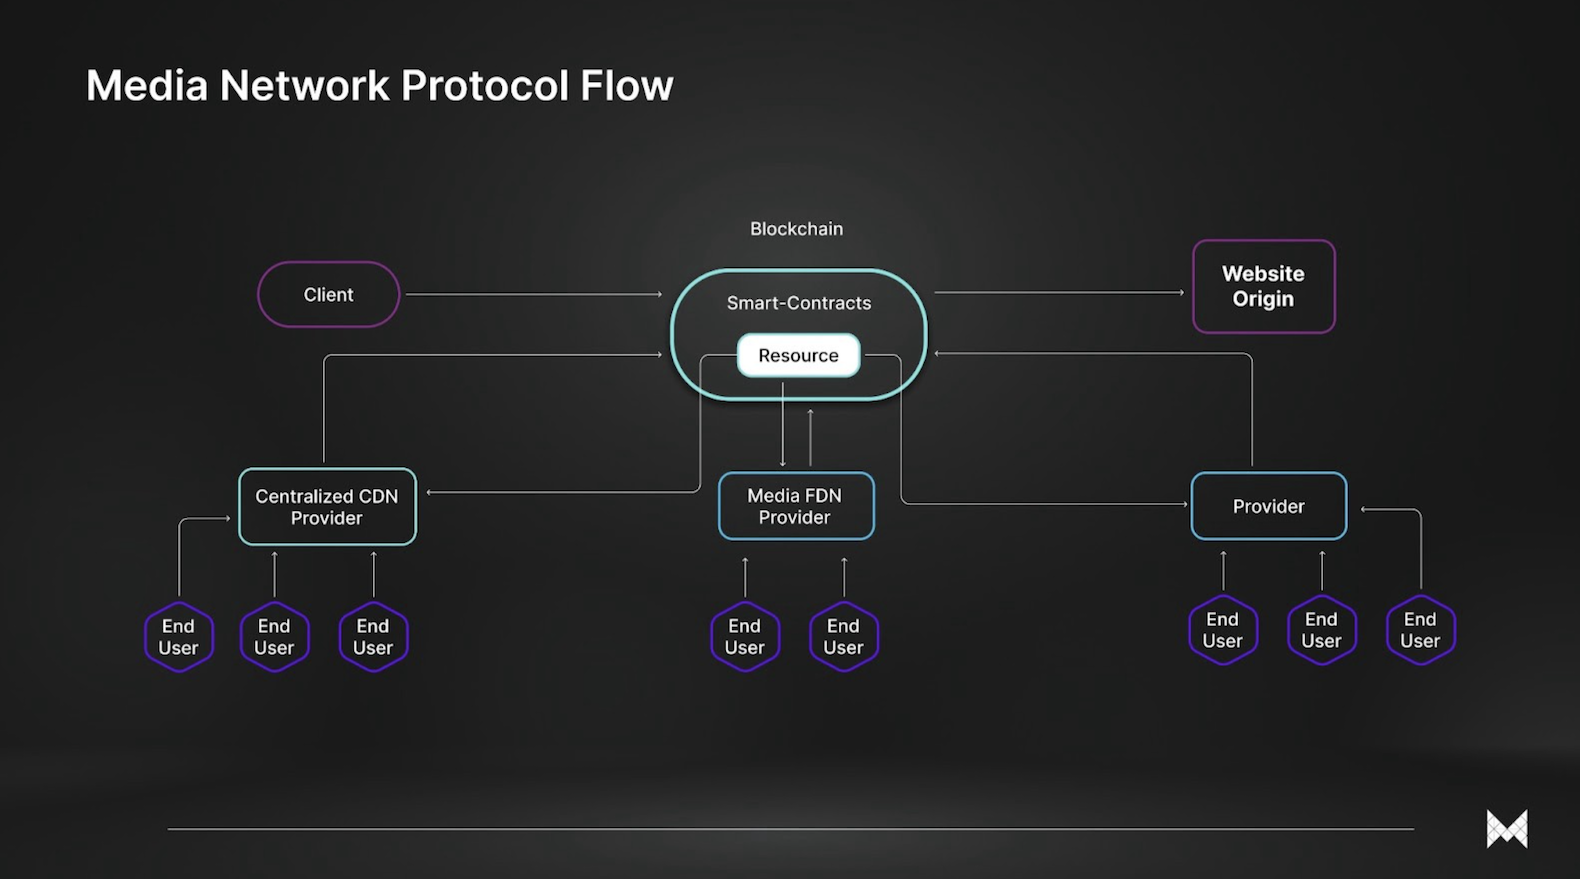 Media Network Protocol Flow
Blockchain
Client
Smart-Contracts
Resource
Website
Origin
Centralized CDN
Provider
Media FDN
Provider
Provider
End
User
End
User
End
User
End
User
End
User
End
User
End
User
End
User